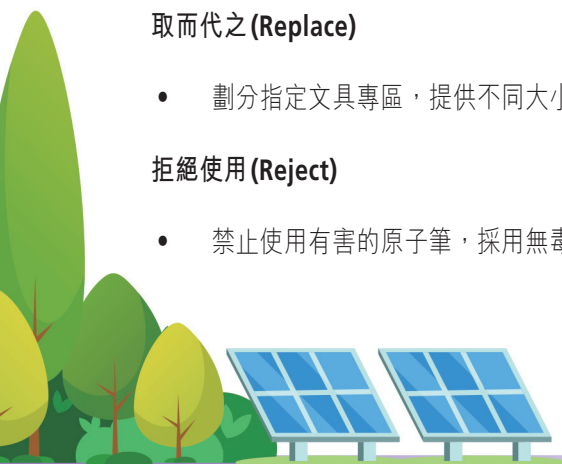 取而代之(Replace)
• 劃分指定文具專區，提供不同大小
拒絕使用(Reject)
• 禁止使用有害的原子筆，採用無毒